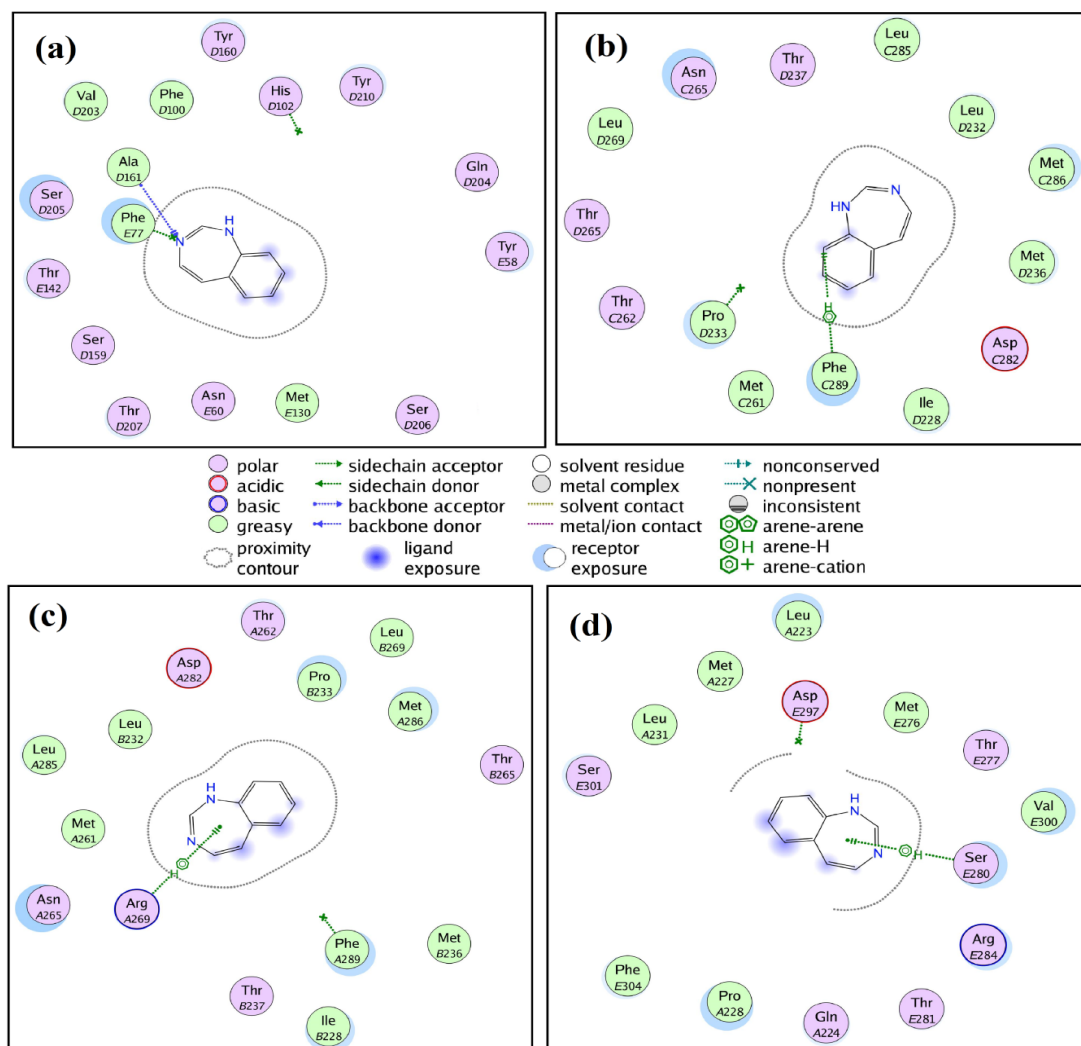 (a)
Tyr
D160
His
D102
Tyr
D210
Val
D203
Phe
D100
Ala
D161
Gln
D204
Ser
D205
Phe
E77
NH
N
Tyr
E58
Thr
E142
Ser
D159
Asn
E60
Met
E130
Thr
D207
Ser
D206
(b)
Leu
C285
Asn
C265
Thr
D237
Leu
D269
Leu
D232
Met
C286
Thr
D265
HN
N
Met
D236
Thr
C262
Pro
D233
H
Asp
C282
Met
C261
Phe
C289
Ile
D228
polar
acidic
basic
greasy
proximity
contour
sidechain acceptor
sidechain donor
backbone acceptor
backbone donor
ligand
exposure
solvent residue
metal complex
solvent contact
metal/ion contact
receptor
exposure
nonconserved
nonpresent
inconsistent
arene-arene
H arene-H
+ arene-cation
(c)
Thr
A262
Leu
B269
Asp
A282
Pro
B233
Met
A286
Leu
B232
Leu
A285
Thr
B265
H
N
N
Met
A261
H
Asn
A265
Arg
A269
Phe
A289
Met
B236
Thr
B237
Ile
B228
(d)
Leu
A223
Met
A227
Asp
E297
Met
E276
Leu
A231
Thr
E277
Ser
E301
Val
E300
H
N
N
H
Ser
E280
Arg
E284
Phe
E304
Pro
A228
Gln
A224
Thr
E281